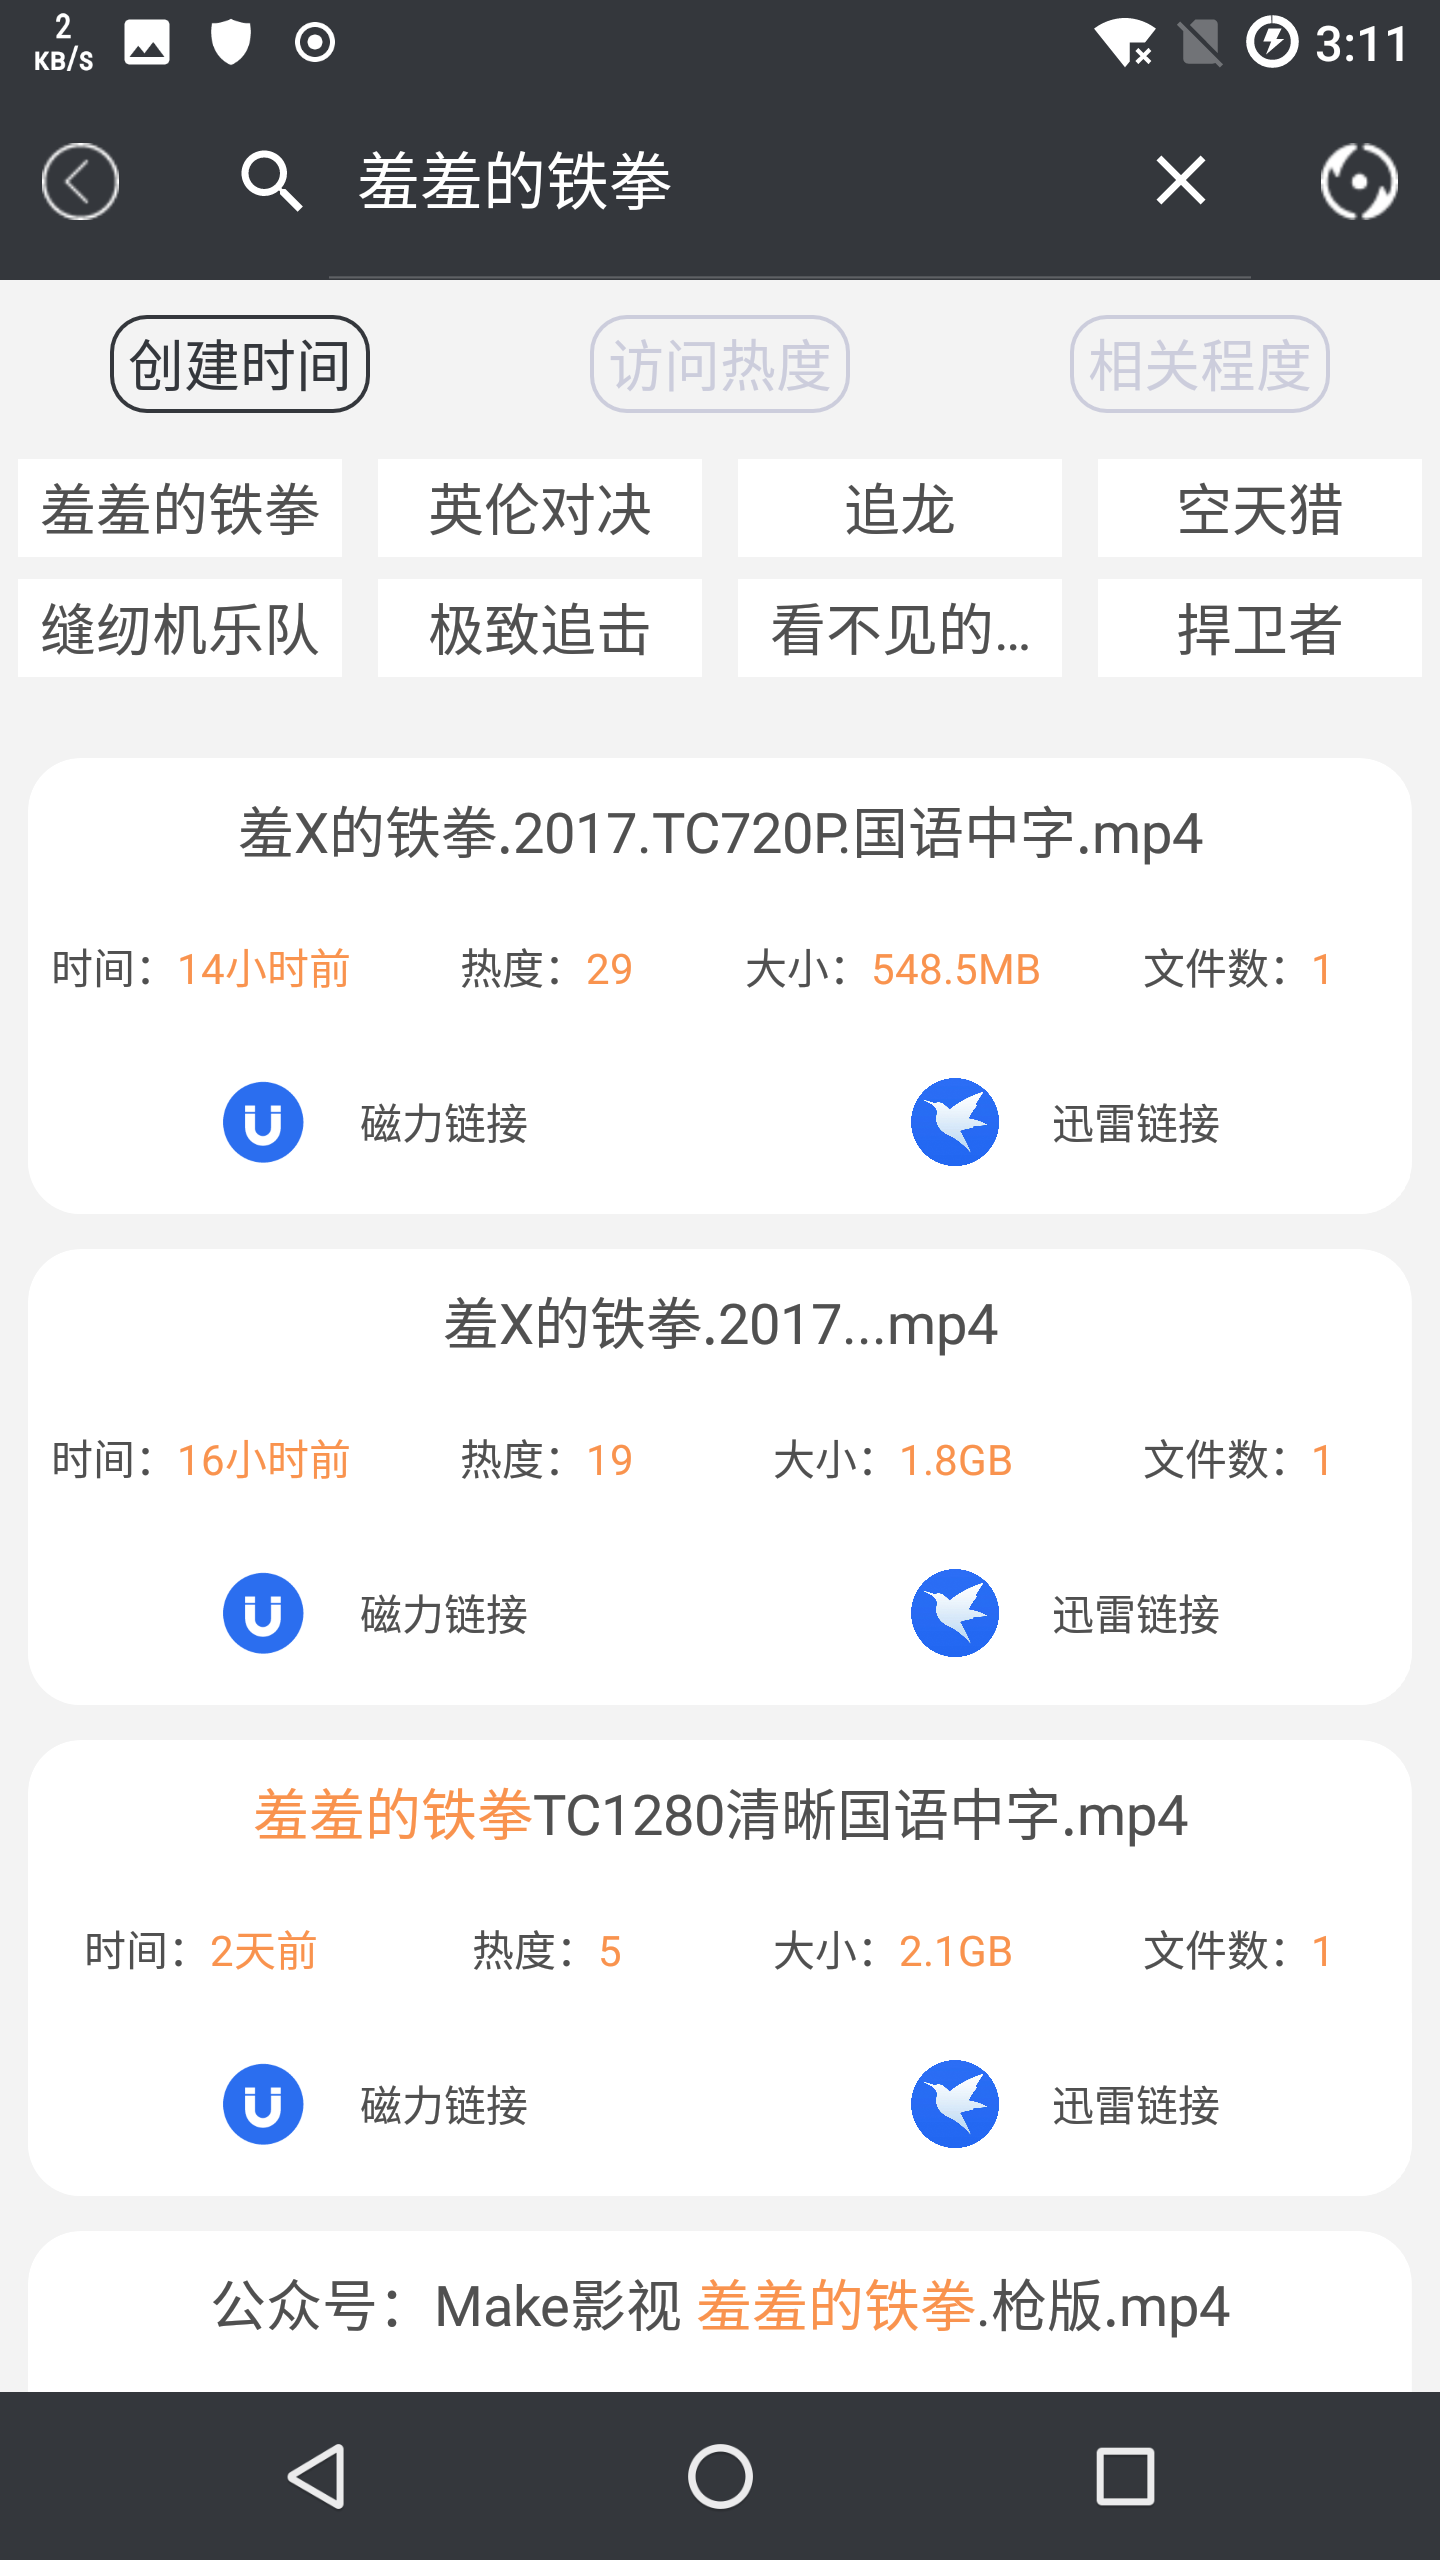 2
KB/S
3:11
羞羞的铁拳
创建时间 访问热度 相关程度
羞羞的铁拳 英伦对决 追龙 空天猎
缝纫机乐队 极致追击 看不见的... 捍卫者
羞X的铁拳.2017.TC720P.国语中字.mp4
时间：14小时前 热度：29 大小：548.5MB 文件数：1
磁力链接 迅雷链接
羞X的铁拳.2017...mp4
时间：16小时前 热度：19 大小：1.8GB 文件数：1
磁力链接 迅雷链接
羞羞的铁拳TC1280清晰国语中字.mp4
时间：2天前 热度：5 大小：2.1GB 文件数：1
磁力链接 迅雷链接
公众号：Make影视 羞羞的铁拳.枪版.mp4